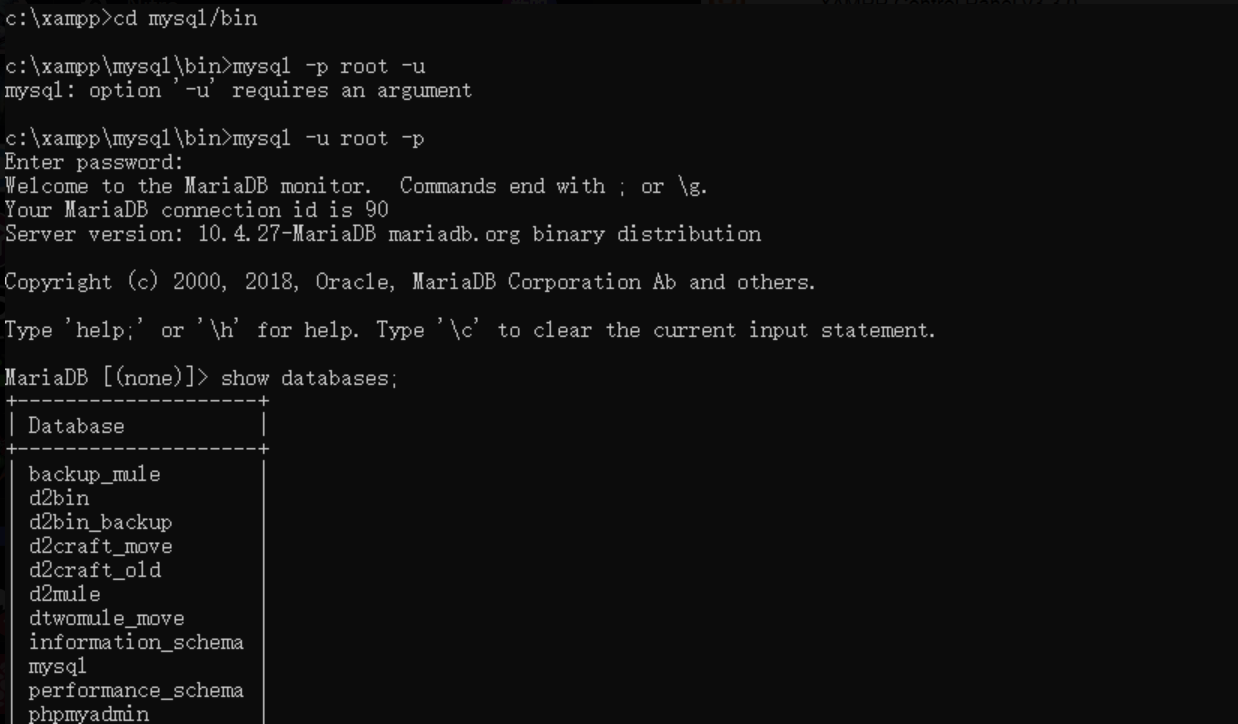 c:\xampp>cd mysql/bin
c:\xampp\mysql\bin>mysql -p root -u
mysql: option '-u' requires an argument
c:\xampp\mysql\bin>mysql -u root -p
Enter password:
Welcome to the MariaDB monitor.  Commands end with ; or \g.
Your MariaDB connection id is 90
Server version: 10.4.27-MariaDB mariadb.org binary distribution
Copyright (c) 2000, 2018, Oracle, MariaDB Corporation Ab and others.
Type 'help;' or '\h' for help. Type '\c' to clear the current input statement.
MariaDB [(none)]> show databases;
+--------------------+
| Database           |
+--------------------+
| backup_mule        |
| d2bin              |
| d2bin_backup       |
| d2craft_move       |
| d2craft_old        |
| d2mule             |
| dtwomule_move      |
| information_schema |
| mysql              |
| performance_schema |
| phpmyadmin         |